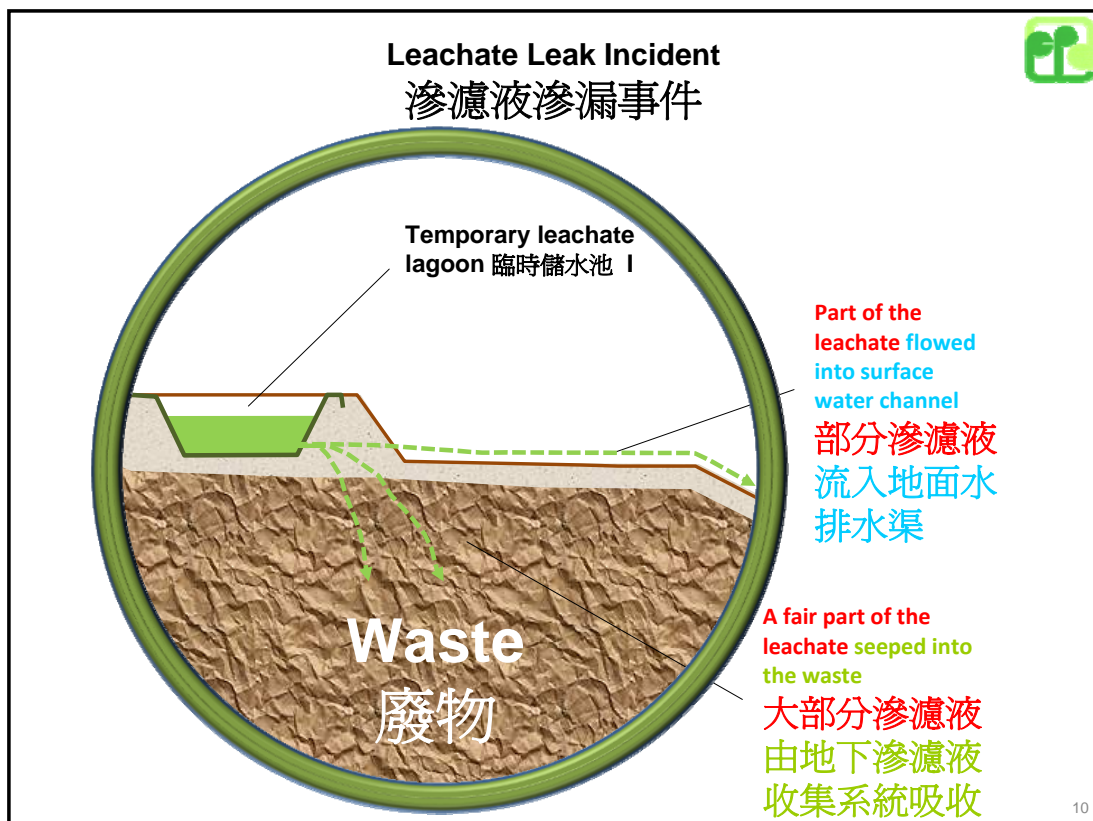 Leachate Leak Incident
滲濾液滲漏事件
Temporary leachate
lagoon 臨時儲水池 I
Part of the
leachate flowed
into surface
water channel
部分滲濾液
流入地面水
排水渠
A fair part of the
leachate seeped into
the waste
大部分滲濾液
由地下滲濾液
收集系統吸收
Waste
廢物
10